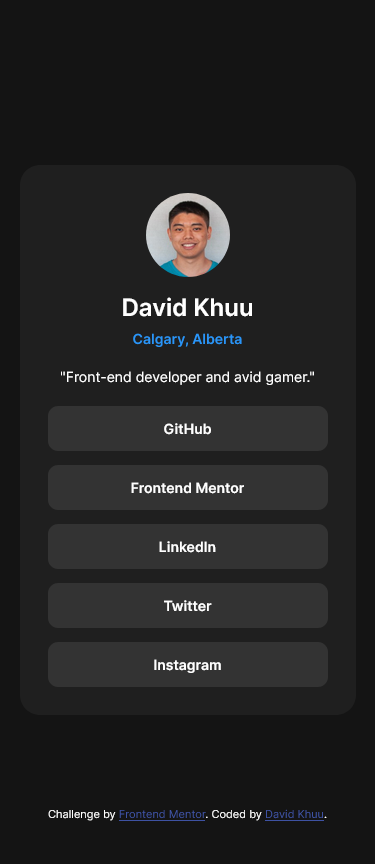 David Khuu
Calgary, Alberta
"Front-end developer and avid gamer."
GitHub
Frontend Mentor
LinkedIn
Twitter
Instagram
Challenge by Frontend Mentor. Coded by David Khuu.